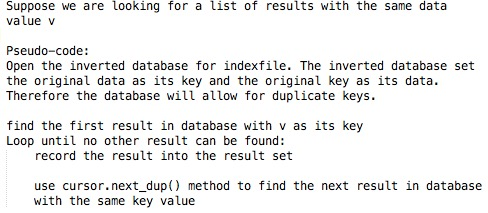 Suppose we are looking for a list of results with the same data
value v
Pseudo-code:
Open the inverted database for indexfile. The inverted database set
the original data as its key and the original key as its data.
Therefore the database will allow for duplicate keys.
find the first result in database with v as its key
Loop until no other result can be found:
record the result into the result set
use cursor.next_dup() method to find the next result in database
with the same key value